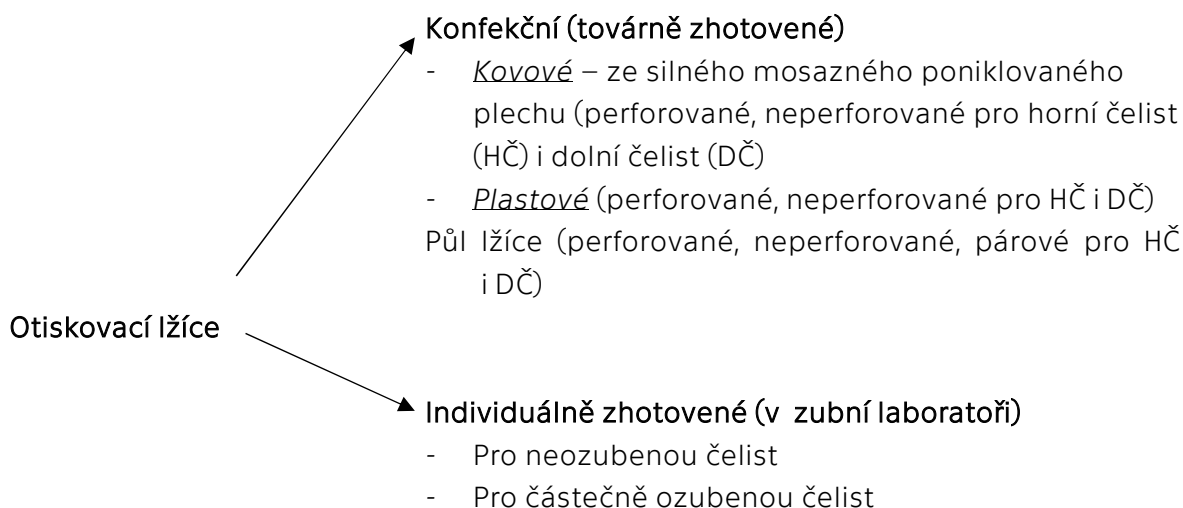 Konfekční (továrně zhotovené)
- Kovové – ze silného mosazného poniklovaného
plechu (perforované, neperforované pro horní čelist
(HČ) i dolní čelist (DČ)
- Plastové (perforované, neperforované pro HČ i DČ)
Půl lžíce (perforované, neperforované, párové pro HČ
i DČ)
Otiskovací lžíce
Individuálně zhotovené (v zubní laboratoři)
- Pro neozubenou čelist
- Pro částečně ozubenou čelist